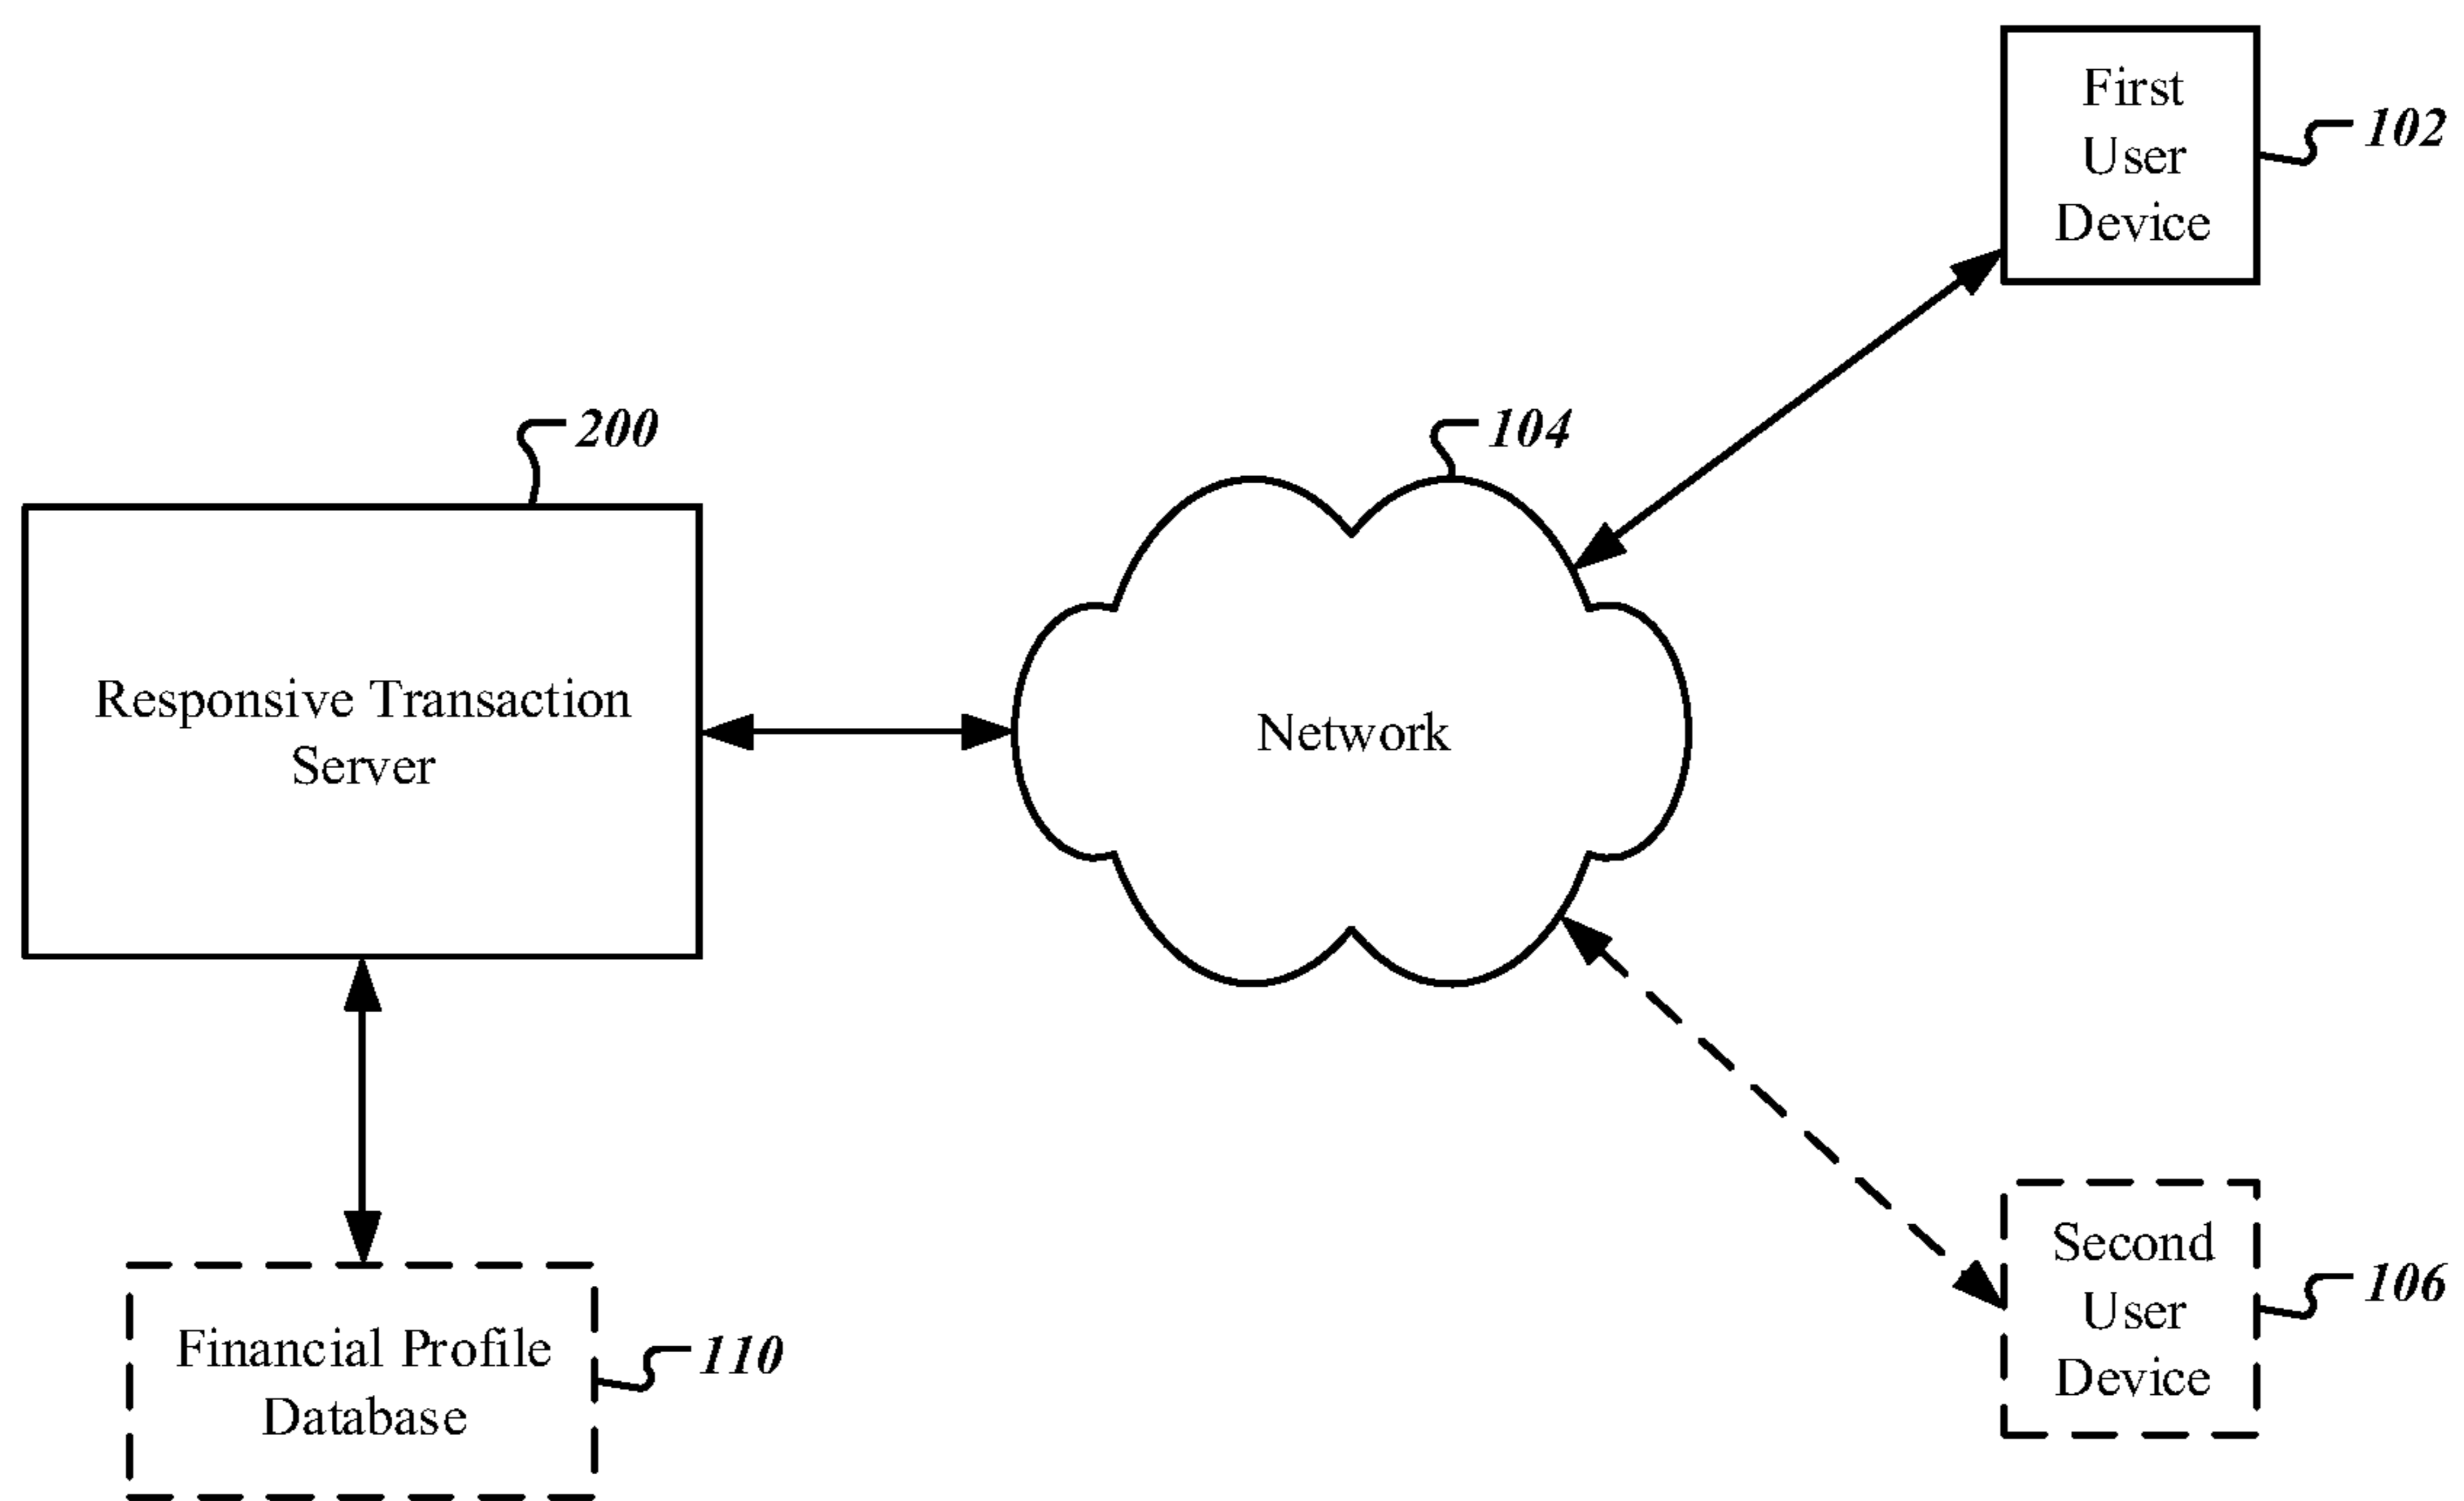 First
User
Device
102
200
104
Responsive Transaction
Server
Network
Second
User
Device
106
Financial Profile
Database
110